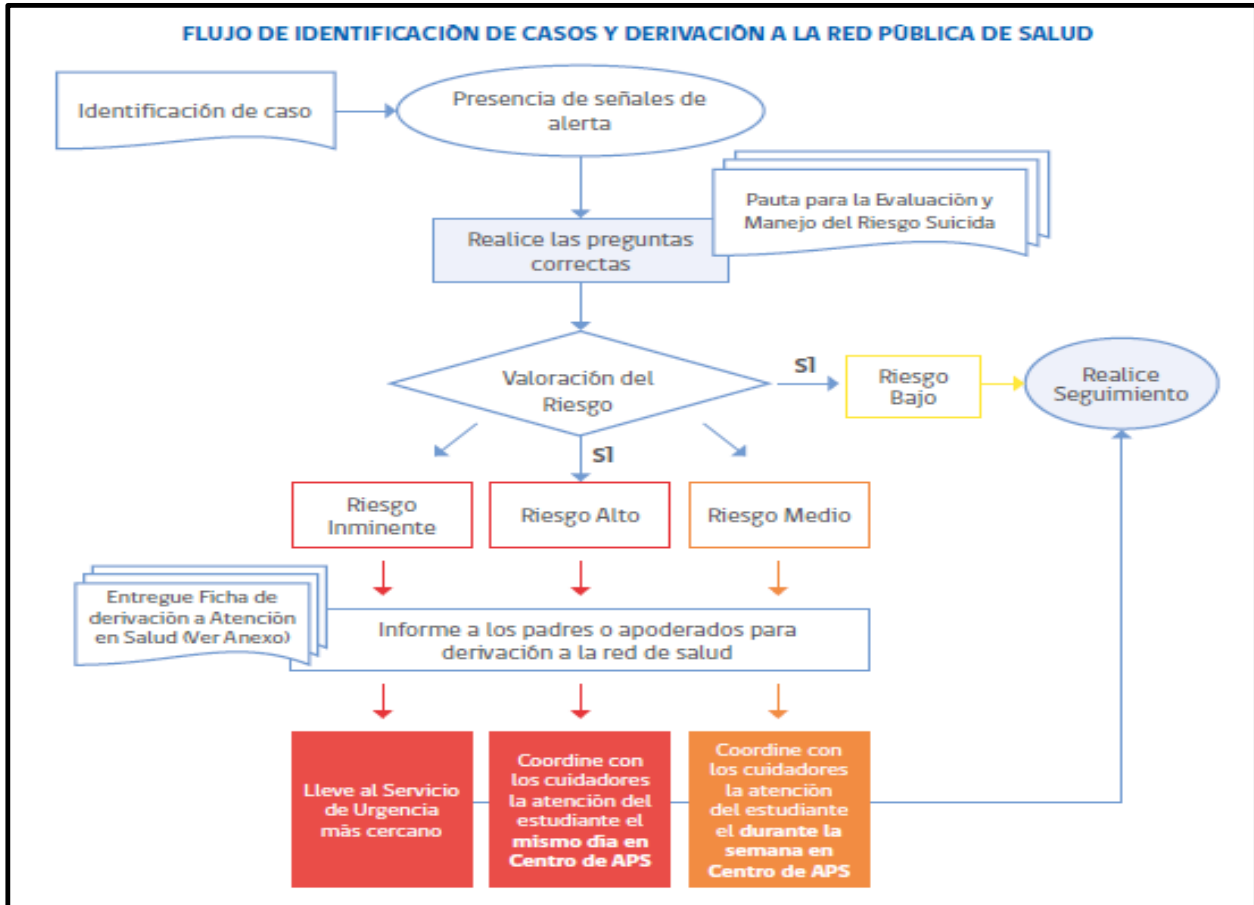 FLUJO DE IDENTIFICACIÓN DE CASOS Y DERIVACIÓN A LA RED PÚBLICA DE SALUD
Identificación de caso
Presencia de señales de
alerta
Pauta para la Evaluación y
Manejo del Riesgo Suicida
Realice las preguntas
correctas
Valoración del
Riesgo
SÍ
Riesgo
Bajo
Realice
Seguimiento
SÍ
Riesgo
Inminente
Riesgo Alto
Riesgo Medio
Entregue Ficha de
derivación a Atención
en Salud (Ver Anexo)
Informe a los padres o apoderados para
derivación a la red de salud
Lleve al Servicio
de Urgencia
más cercano
Coordine con
los cuidadores
la atención del
estudiante el
mismo día en
Centro de APS
Coordine con
los cuidadores
la atención
del estudiante
el durante la
semana en
Centro de APS